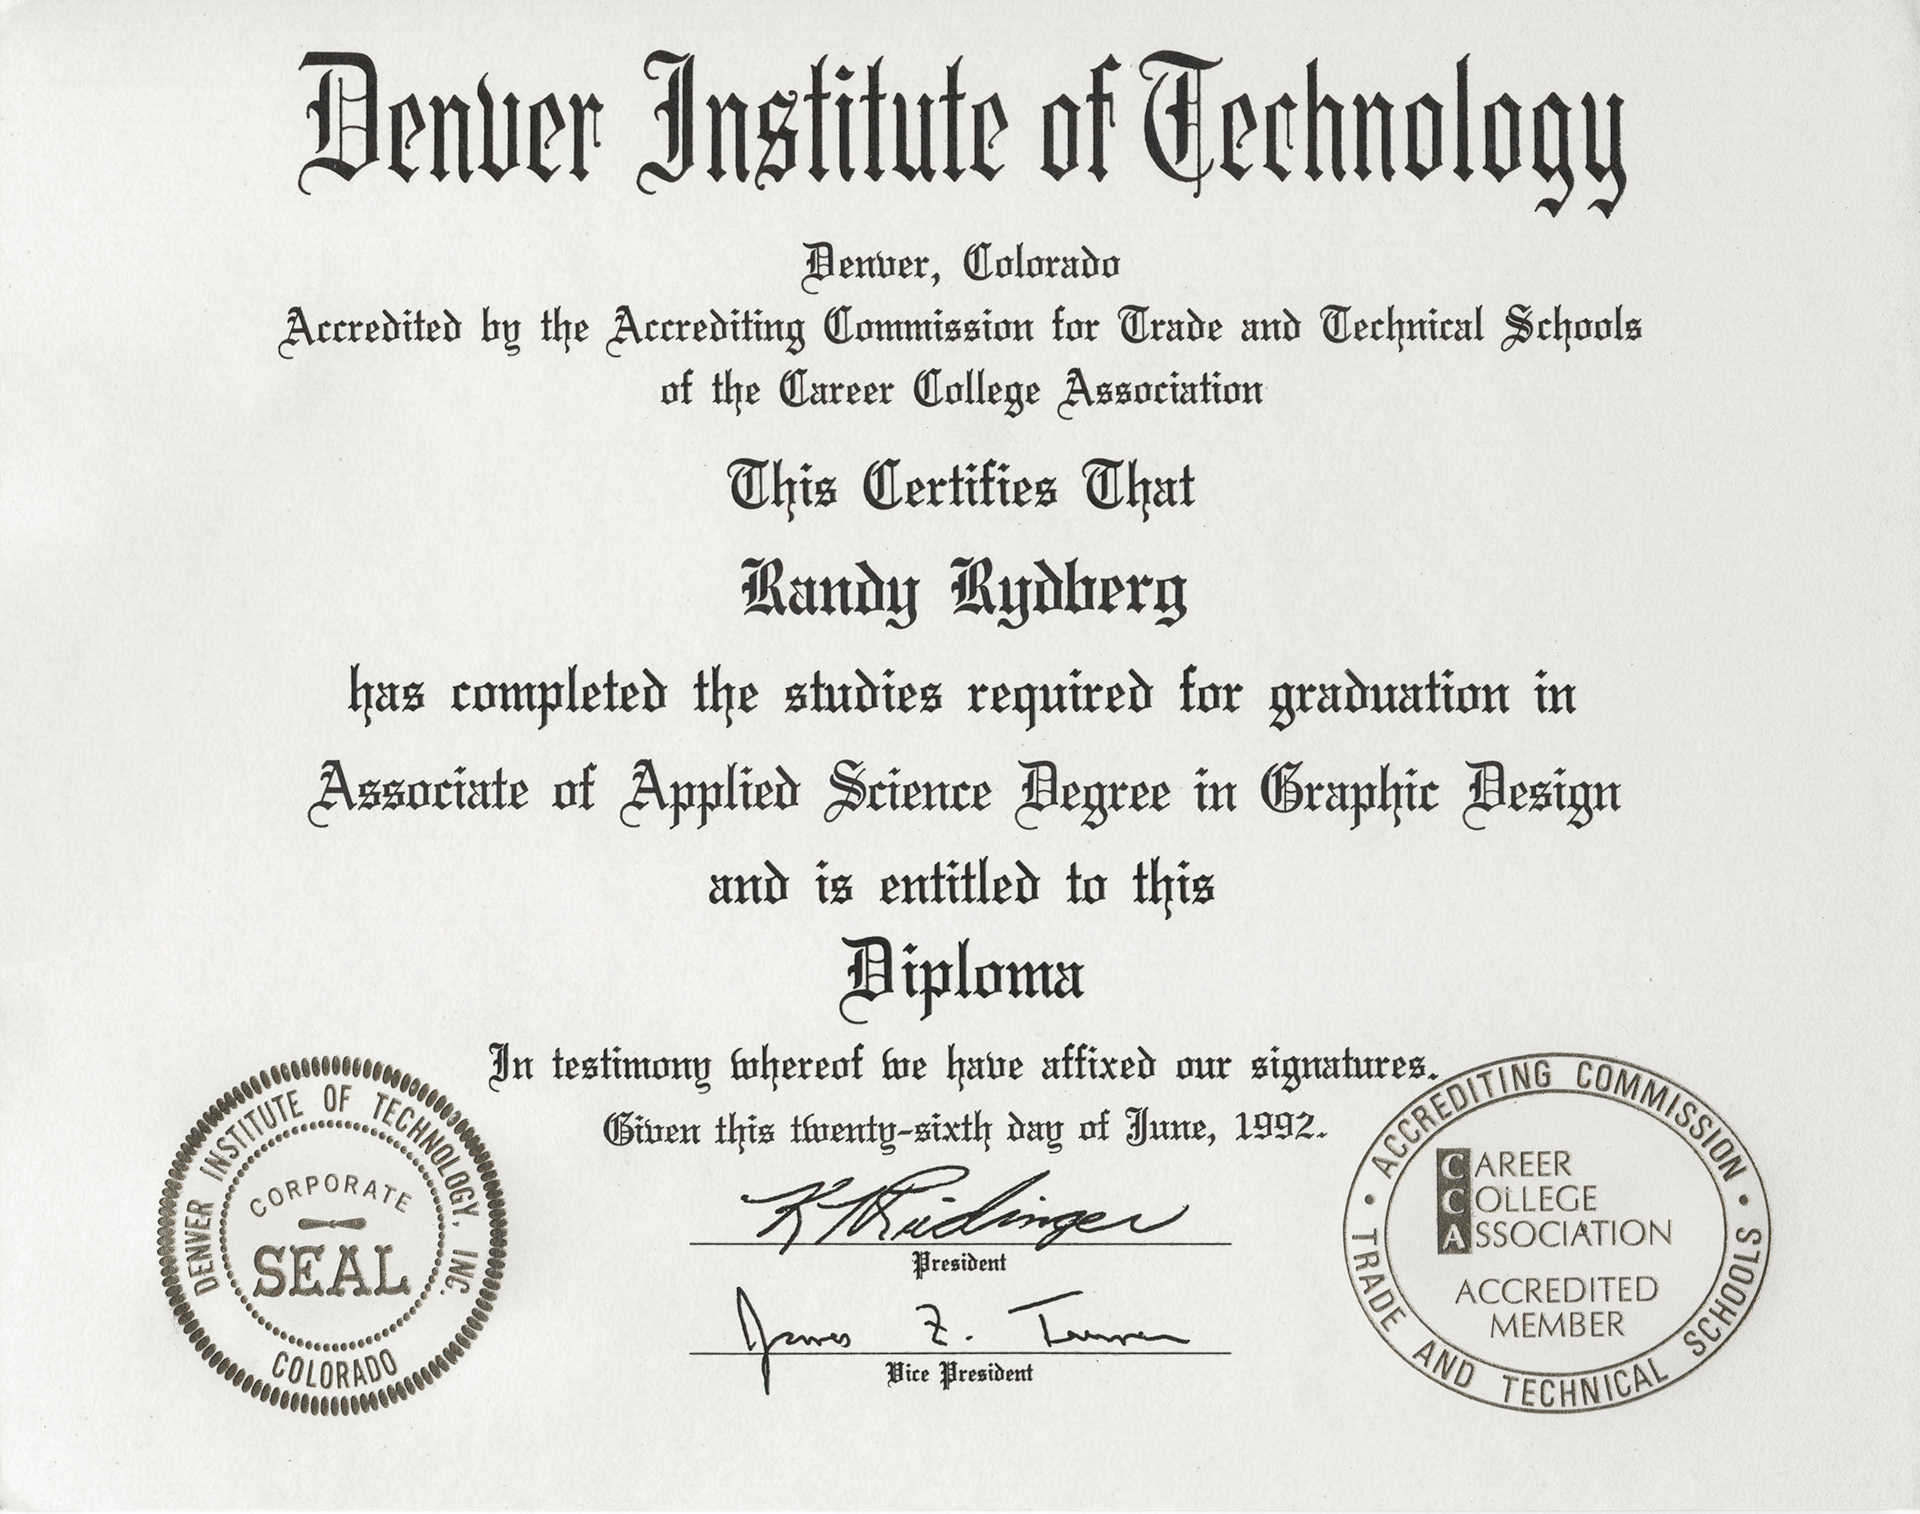 Denver Institute of Technology
Denver, Colorado
Accredited by the Accrediting Commission for Trade and Technical Schools
of the Career College Association
This Certifies That
Randy Rydberg
has completed the studies required for graduation in
Associate of Applied Science Degree in Graphic Design
and is entitled to this
Diploma
In testimony whereof we have affixed our signatures.
Given this twenty-sixth day of June, 1992.
President
James Z.
Vice President
DENVER INSTITUTE OF TECHNOLOGY, INC.
CORPORATE
SEAL
COLORADO
ACCREDITING COMMISSION
CAREER
COLLEGE
ASSOCIATION
ACCREDITED
MEMBER
TRADE AND TECHNICAL SCHOOLS